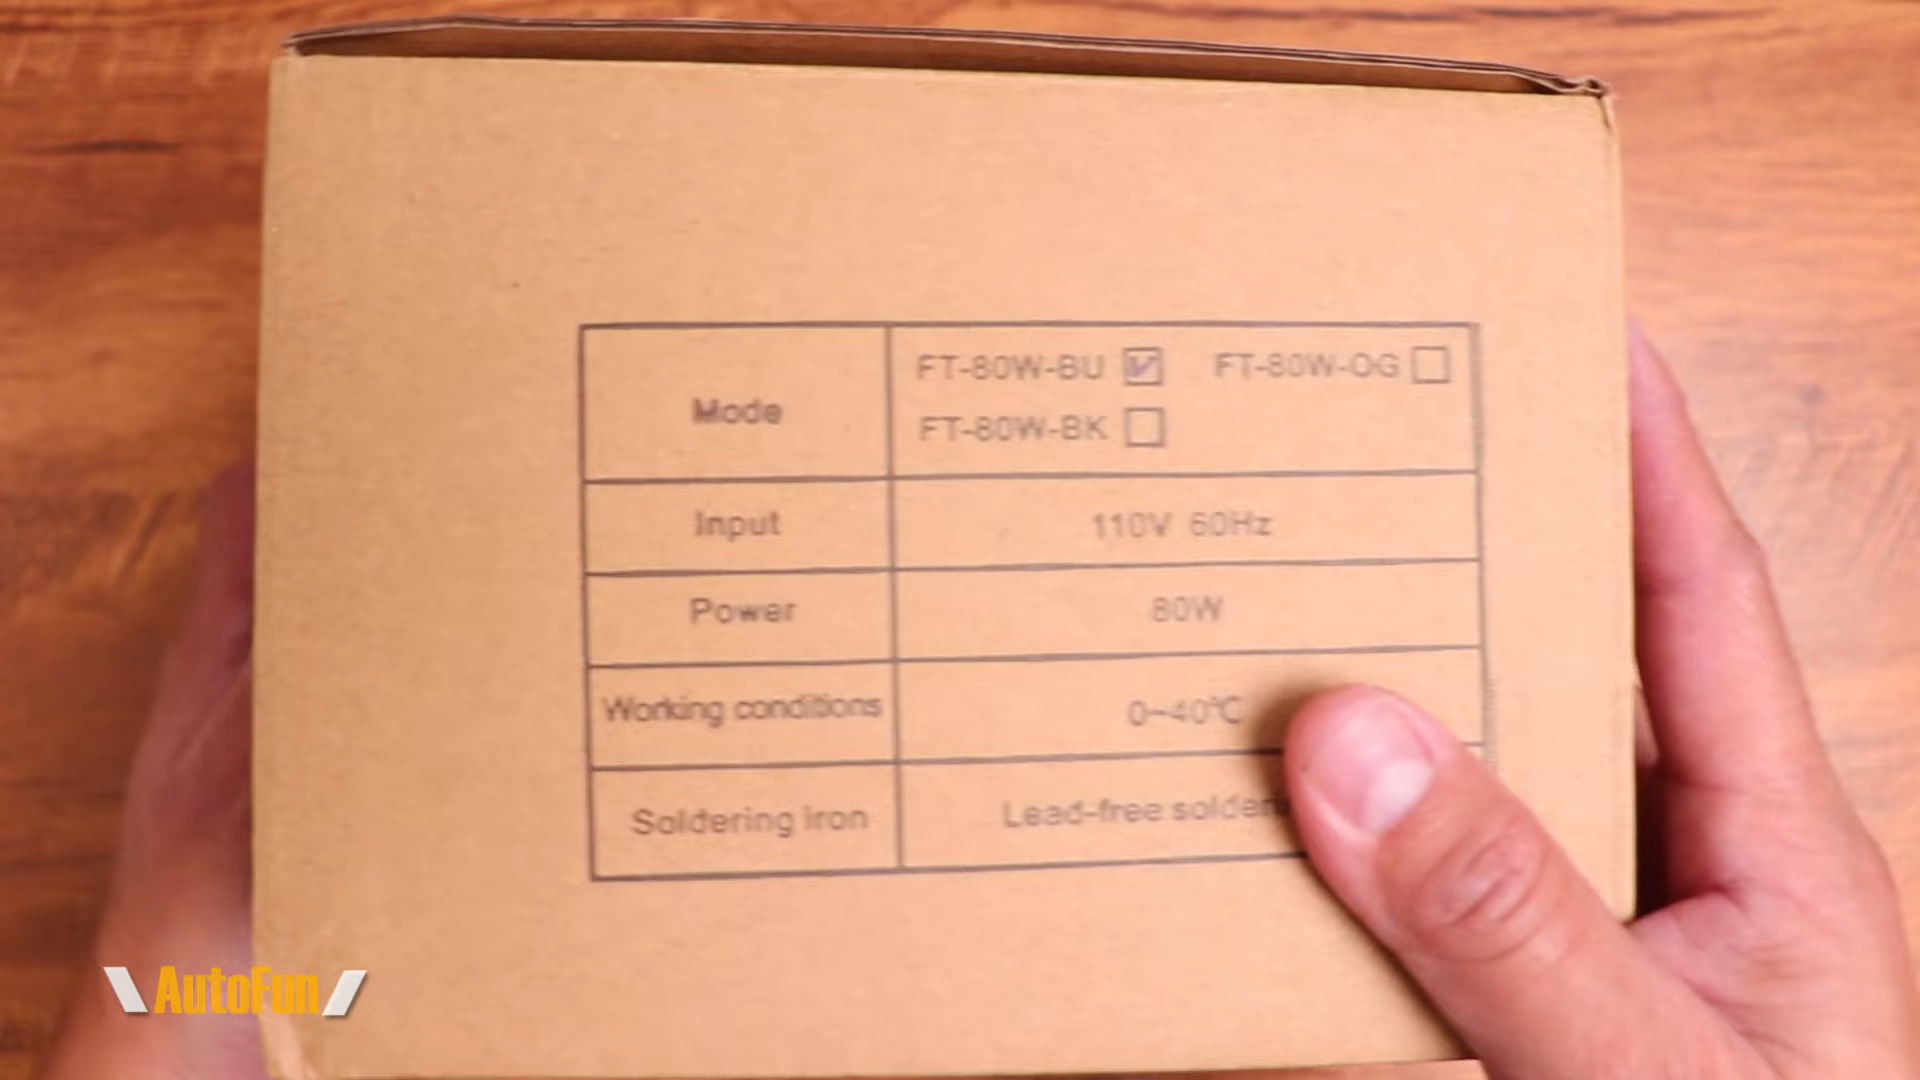 FT-80W-BU FT-80W-OG
Mode
FT-80W-BK
Input 110V 60Hz
Power 80W
Working conditions 0~40℃
Soldering iron Lead-free solder
AutoFun